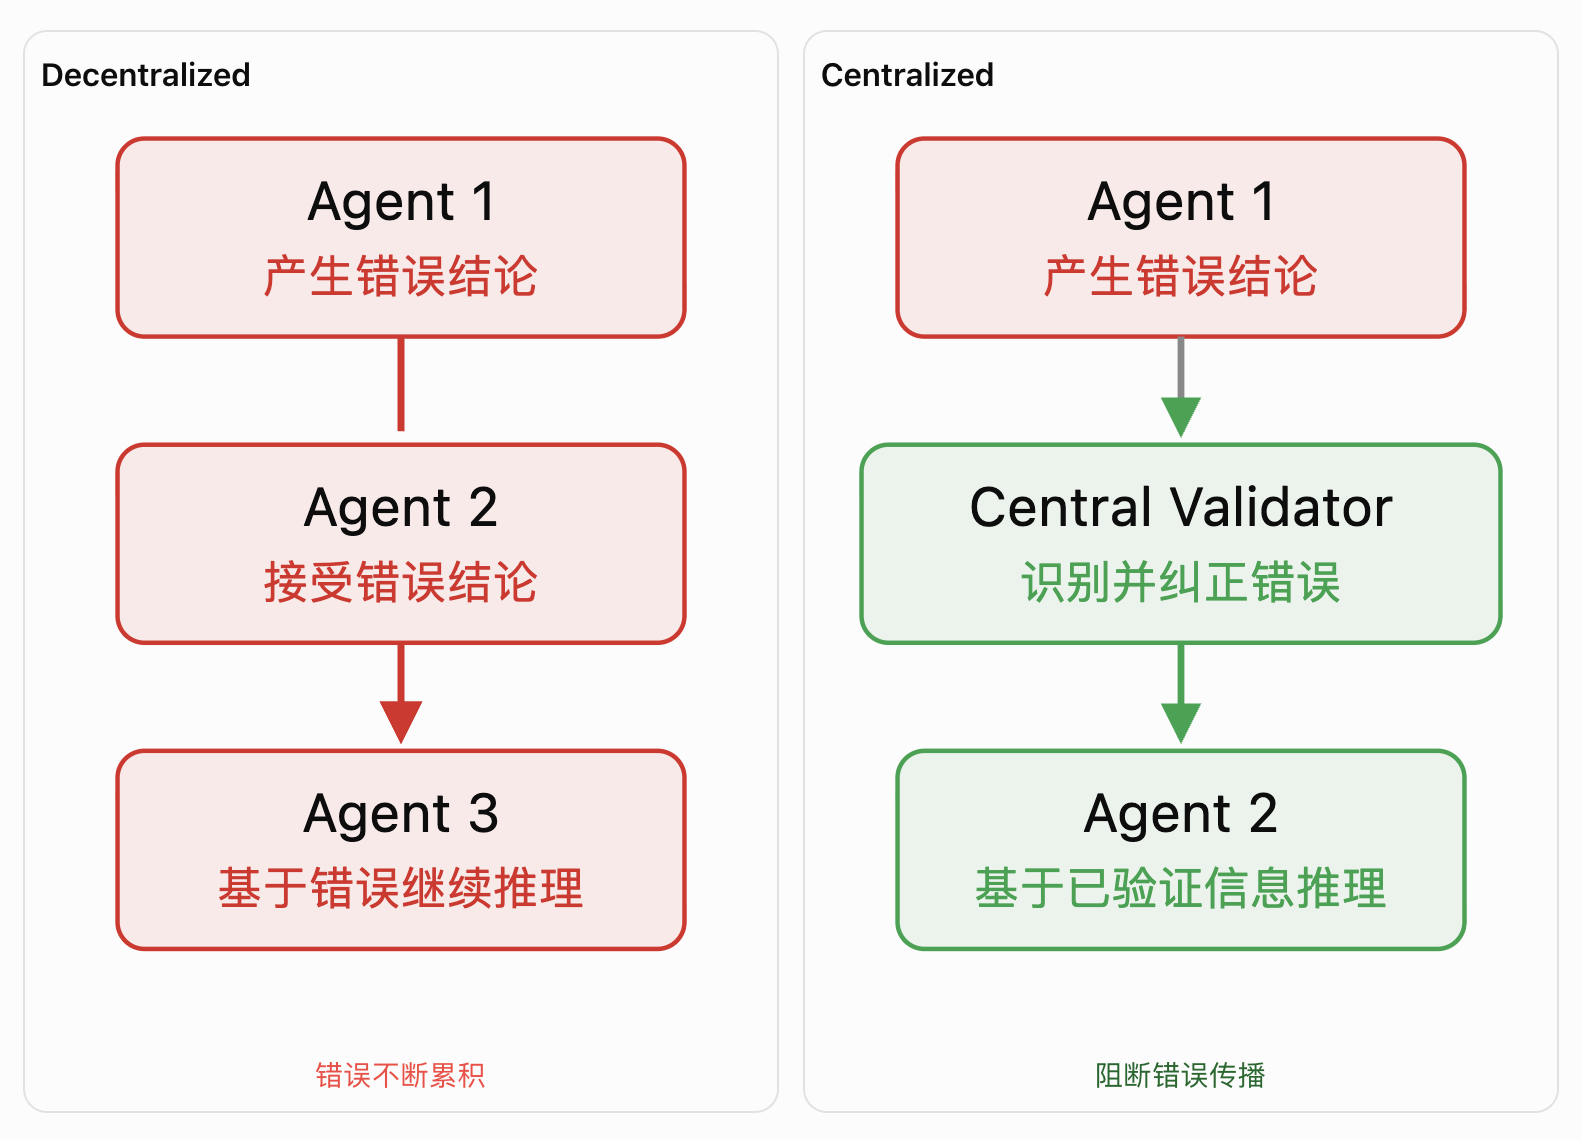 Decentralized
Agent 1
产生错误结论
Agent 2
接受错误结论
Agent 3
基于错误继续推理
错误不断累积
Centralized
Agent 1
产生错误结论
Central Validator
识别并纠正错误
Agent 2
基于已验证信息推理
阻断错误传播